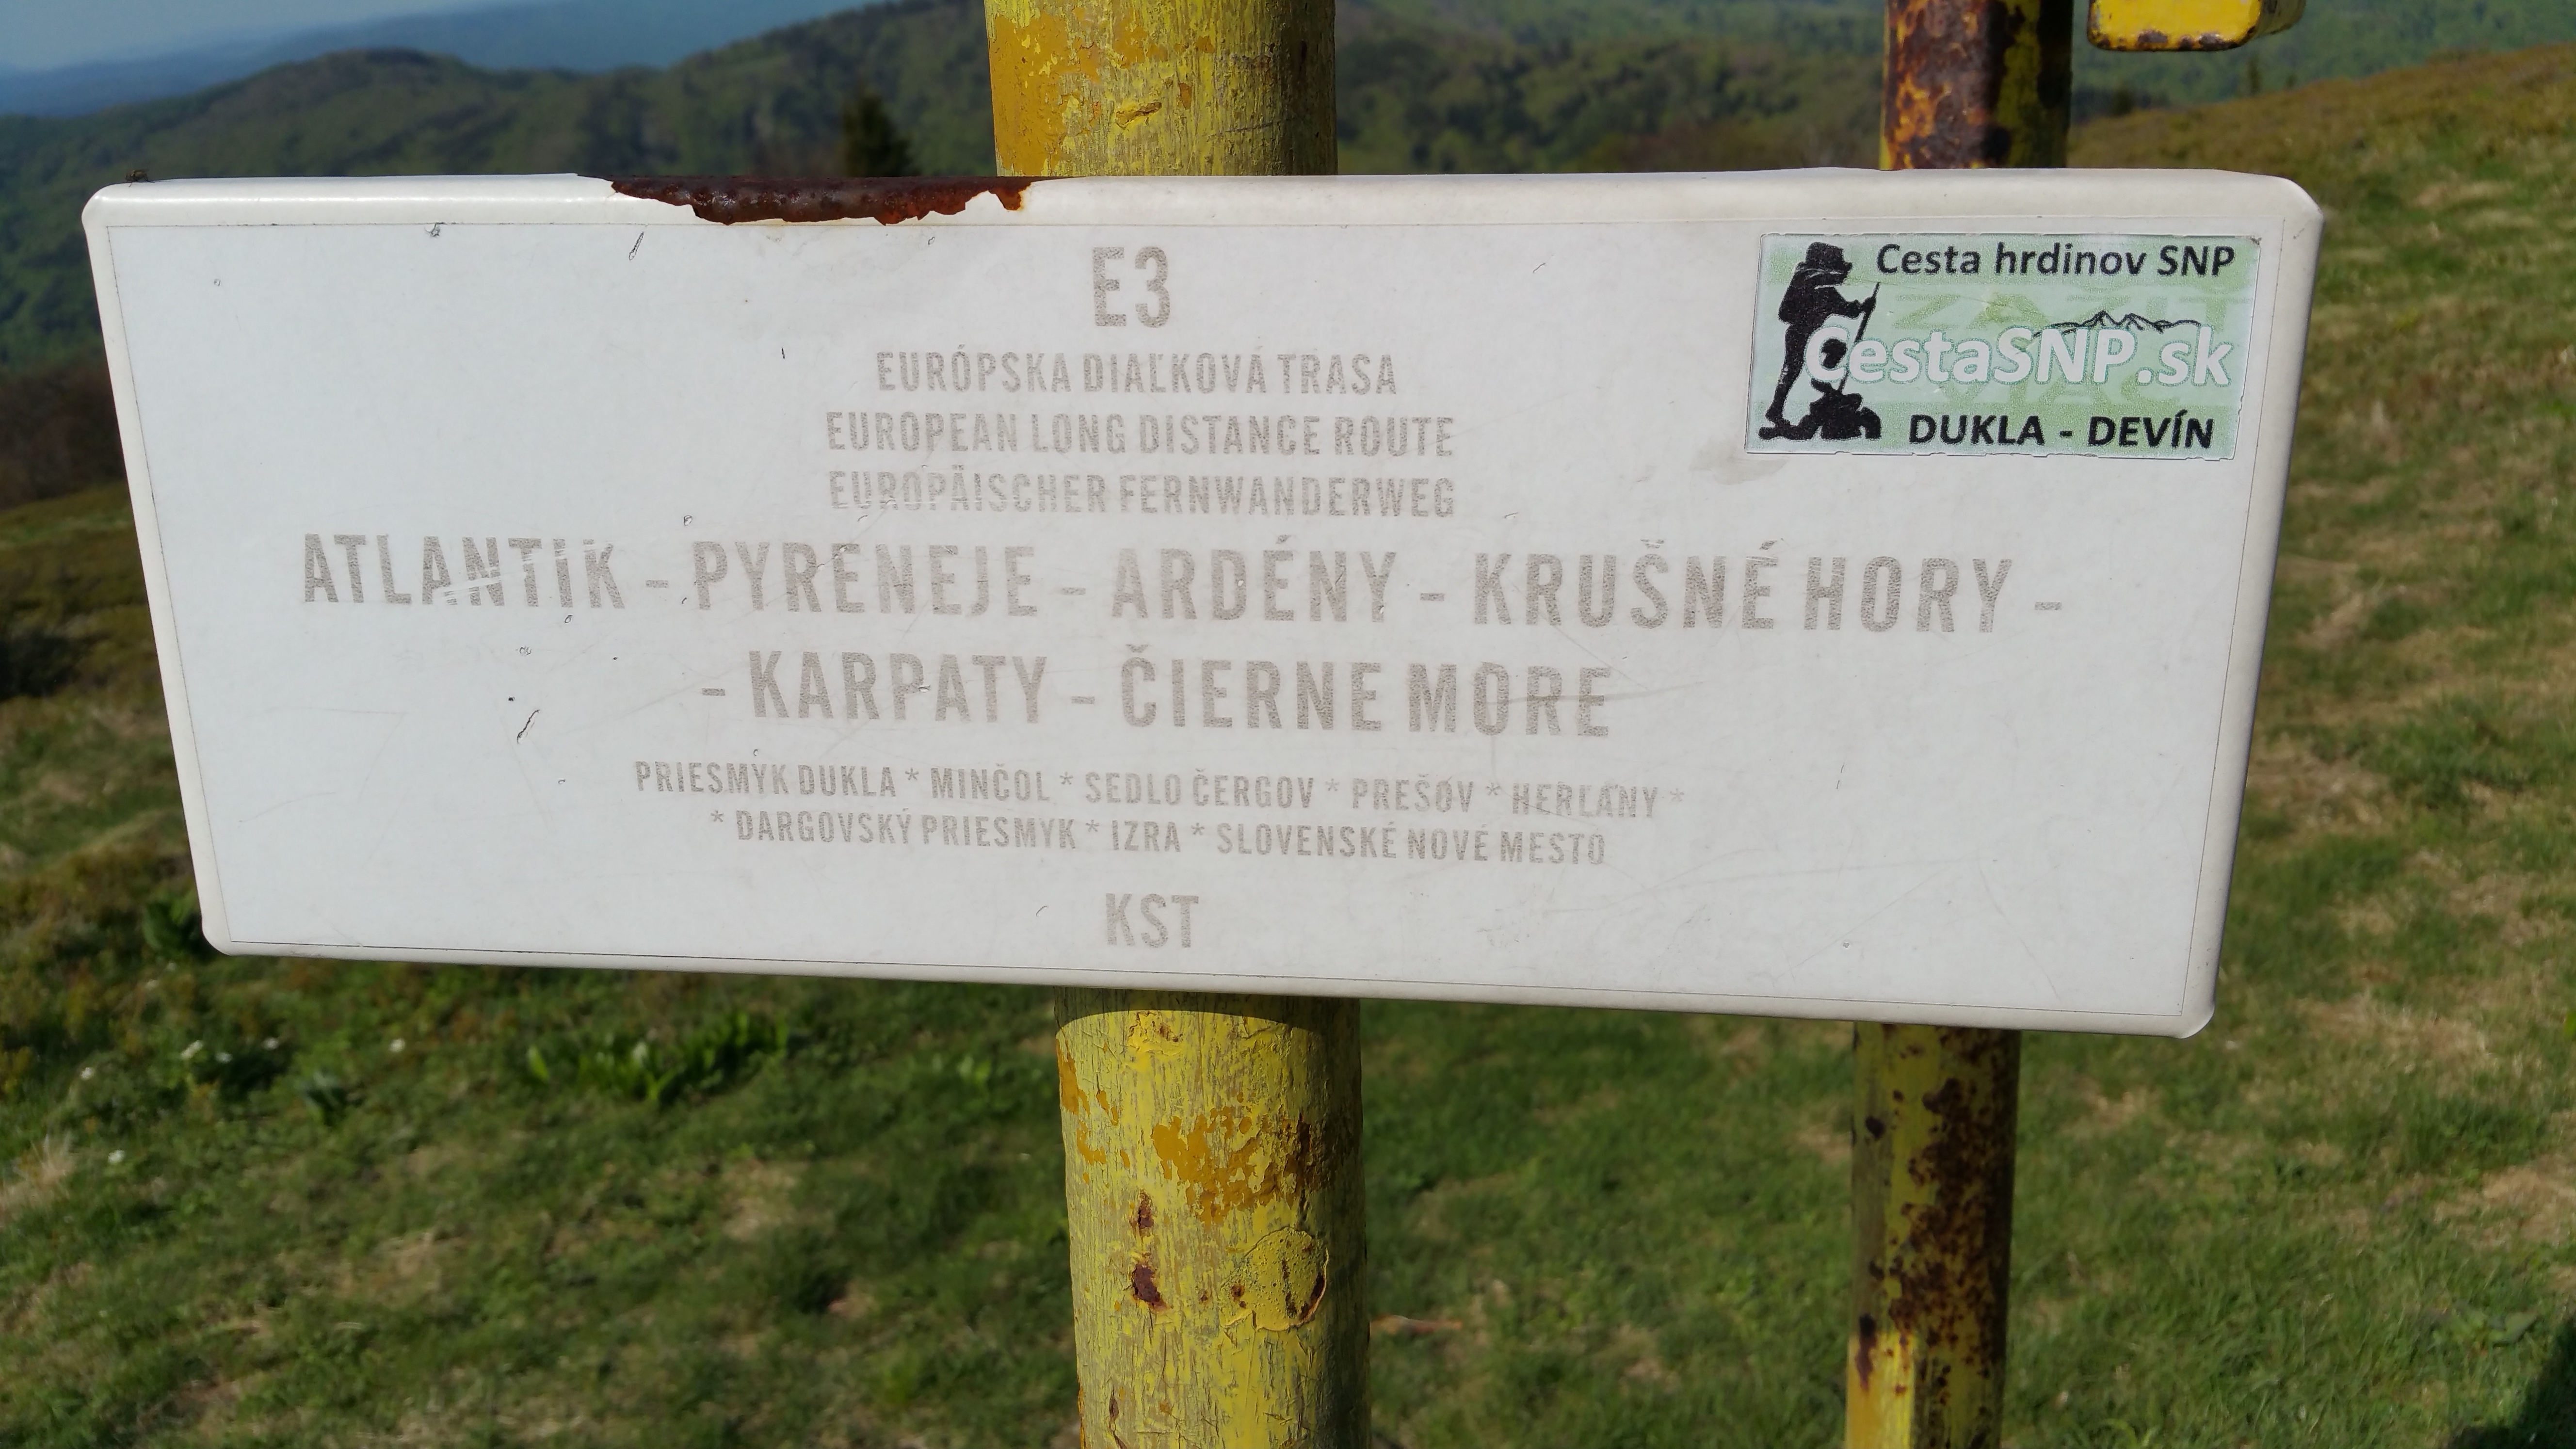 E3
EURÓPSKA DIAĽKOVÁ TRASA
EUROPEAN LONG DISTANCE ROUTE
EUROPÄISCHER FERNWANDERWEG
ATLANTIK - PYRENEJE - ARDÉNY - KRUŠNÉ HORY -
- KARPATY - ČIERNE MORE
PRIESMYK DUKLA * MINČOL * SEDLO ČERGOV * PREŠOV * HERĽANY *
* DARGOVSKÝ PRIESMYK * IZRA * SLOVENSKÉ NOVÉ MESTO
KST
Cesta hrdinov SNP
CestaSNP.sk
DUKLA - DEVÍN